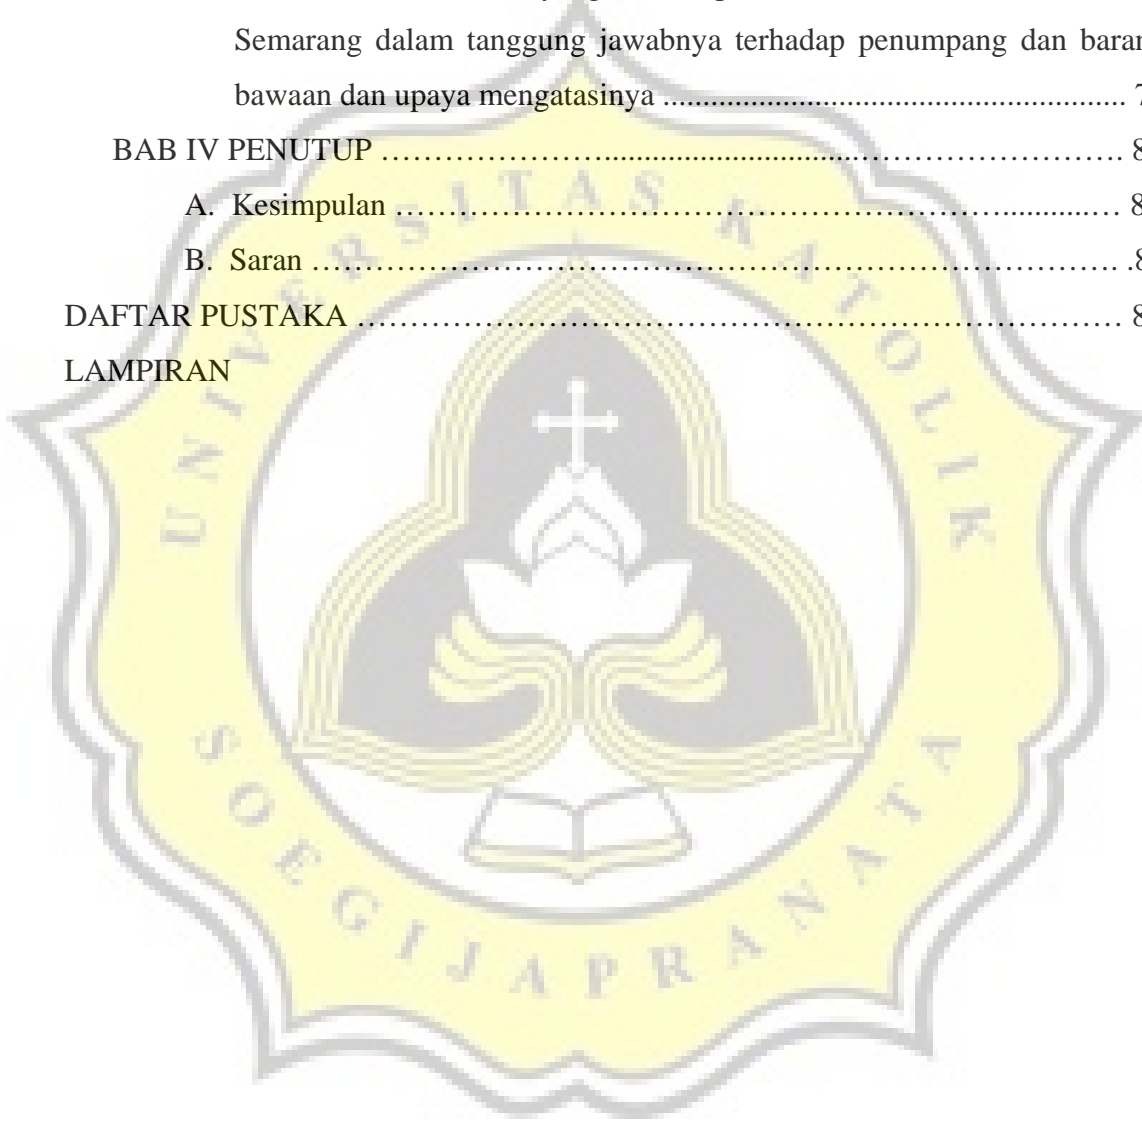 Semarang dalam tanggung jawabnya terhadap penumpang dan baran
bawaan dan upaya mengatasinya ........................................................ 7
BAB IV PENUTUP ........................................................................ 8
A. Kesimpulan ........................................................................ 8
B. Saran ........................................................................ .8
DAFTAR PUSTAKA ........................................................................ 8
LAMPIRAN
UNIVERSITAS KATOLIK
SOEGIJAPRANATA